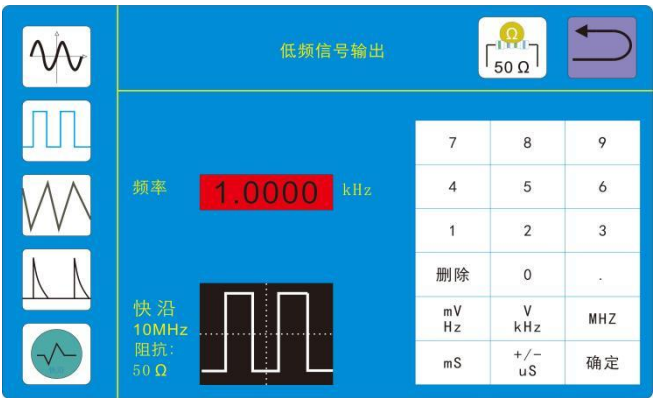 低频信号输出
Ω
50 Ω
频率
1.0000
kHz
快沿
10MHz
阻抗:
50 Ω
7 8 9
4 5 6
1 2 3
删除 0 .
mV
Hz
V
kHz
MHZ
mS
+/-
uS
确定